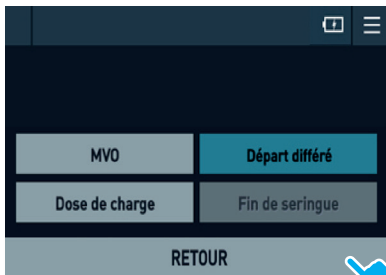 MVO
Départ différé
Dose de charge
Fin de seringue
RETOUR